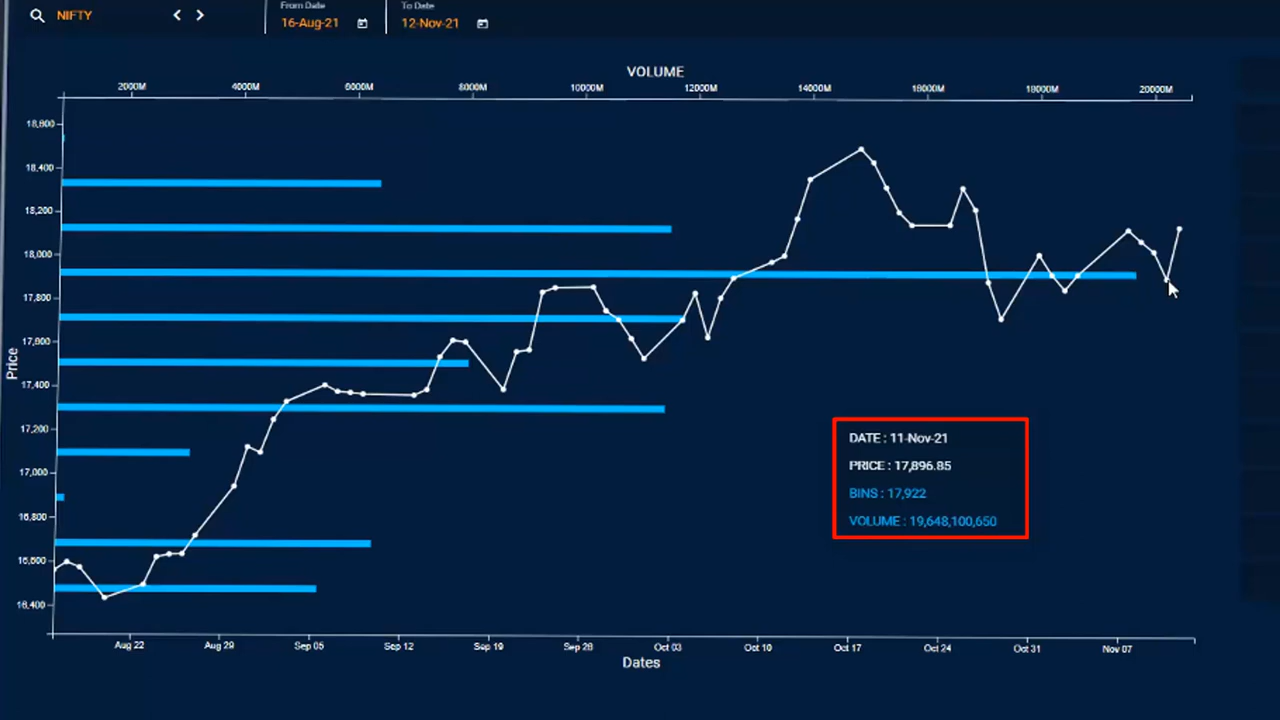 From Date To Date
NIFTY 16-Aug-21 12-Nov-21
VOLUME
2000M 4000M 6000M 8000M 10000M 12000M 14000M 16000M 18000M 20000M
18,600
18,400
18,200
18,000
17,800
17,600
17,400
17,200
17,000
16,800
16,600
16,400
Price
DATE : 11-Nov-21
PRICE : 17,896.85
BINS : 17,922
VOLUME : 19,648,100,650
Aug 22 Aug 29 Sep 05 Sep 12 Sep 19 Sep 26 Oct 03 Oct 10 Oct 17 Oct 24 Oct 31 Nov 07
Dates